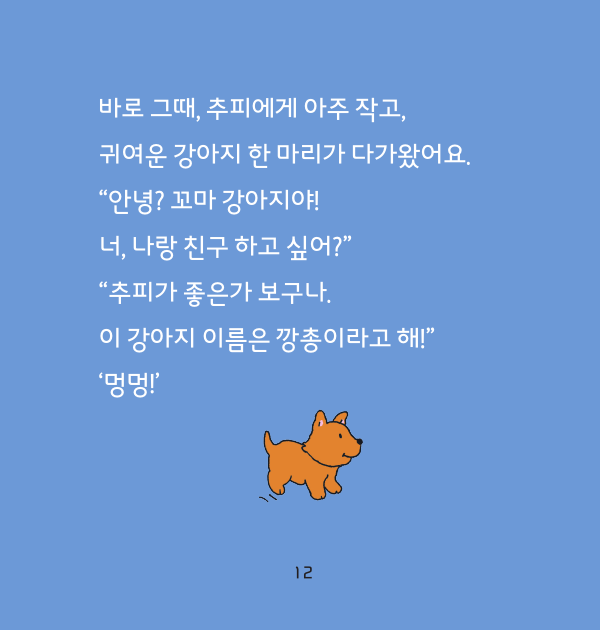 바로 그때, 추피에게 아주 작고,
귀여운 강아지 한 마리가 다가왔어요.
“안녕? 꼬마 강아지야!
너, 나랑 친구 하고 싶어?”
“추피가 좋은가 보구나.
이 강아지 이름은 깡총이라고 해!”
‘멍멍!’
12